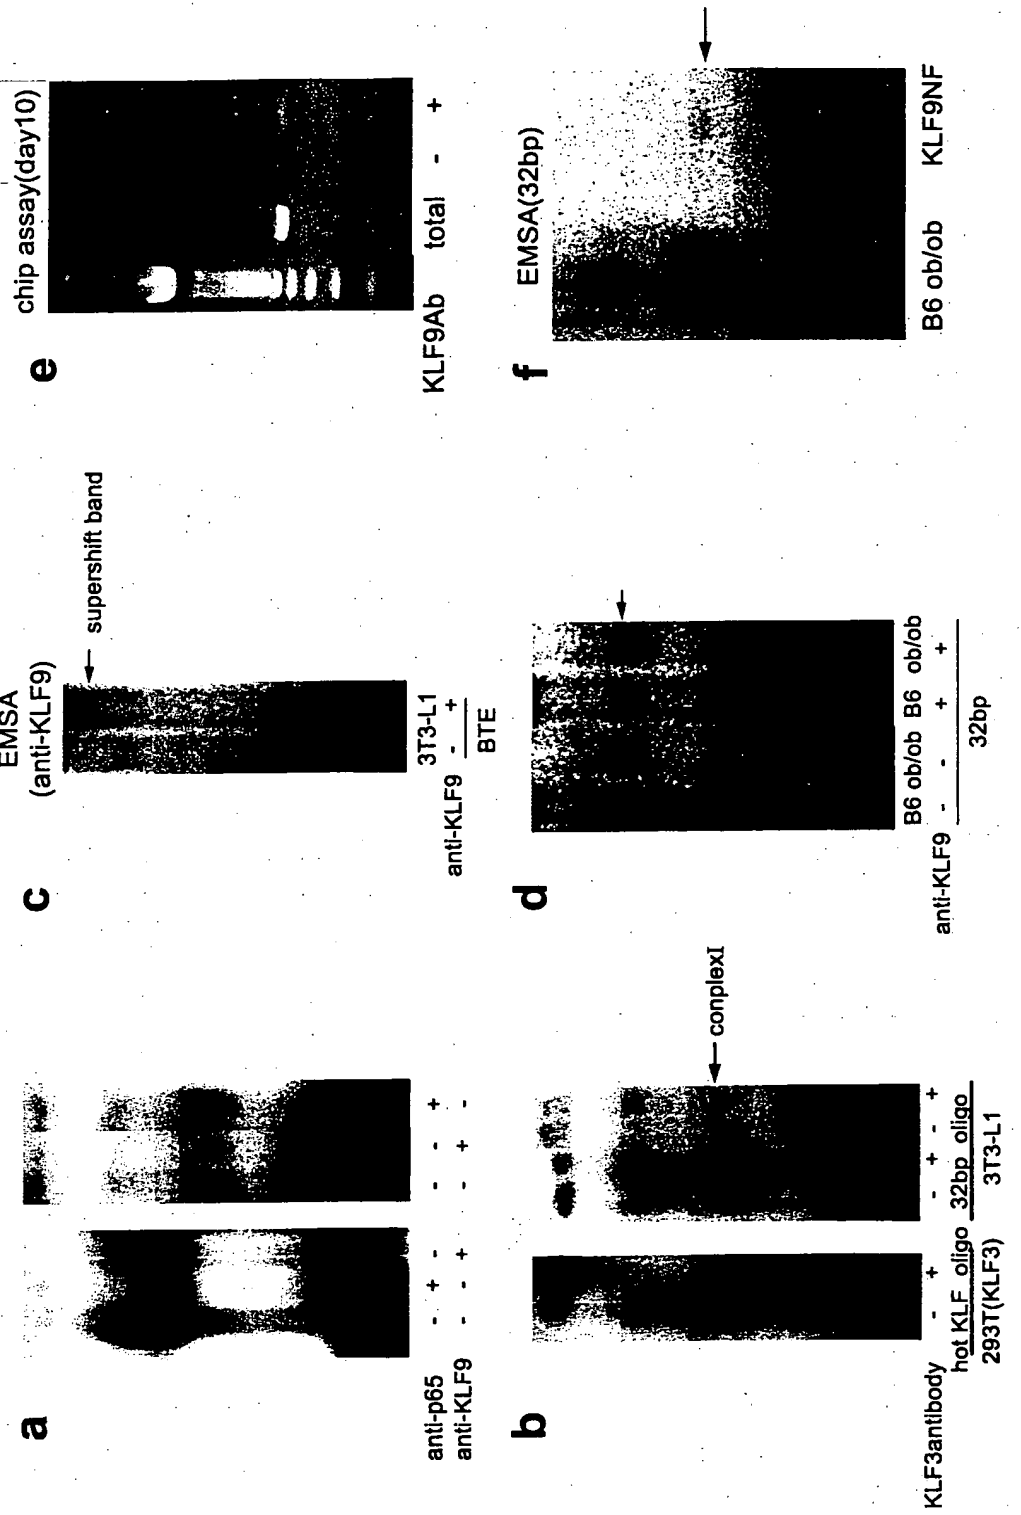 a
anti-p65 - + - - - +
anti-KLF9 - - + - + -
b
conplexI
KLF3antibody - + - + - +
hot KLF oligo 32bp oligo
293T(KLF3) 3T3-L1
c
EMSA
(anti-KLF9)
supershift band
3T3-L1
anti-KLF9 - +
BTE
d
B6 ob/ob B6 ob/ob
anti-KLF9 - - + +
32bp
e
chip assay(day10)
KLF9Ab total - +
f
EMSA(32bp)
B6 ob/ob KLF9NF